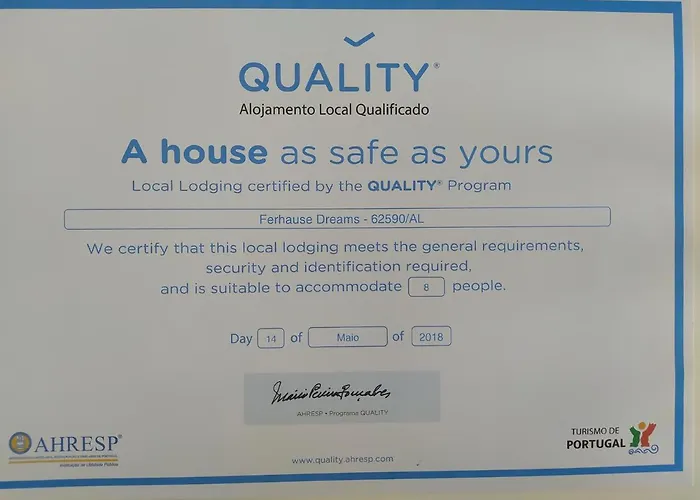 QUALITY®
Alojamento Local Qualificado
A house as safe as yours
Local Lodging certified by the QUALITY® Program
Ferhause Dreams - 62590/AL
We certify that this local lodging meets the general requirements,
security and identification required,
and is suitable to accommodate 8 people.
Day 14 of Maio of 2018
AHRESP • Programa QUALITY
AHRESP®
www.quality.ahresp.com
TURISMO DE
PORTUGAL